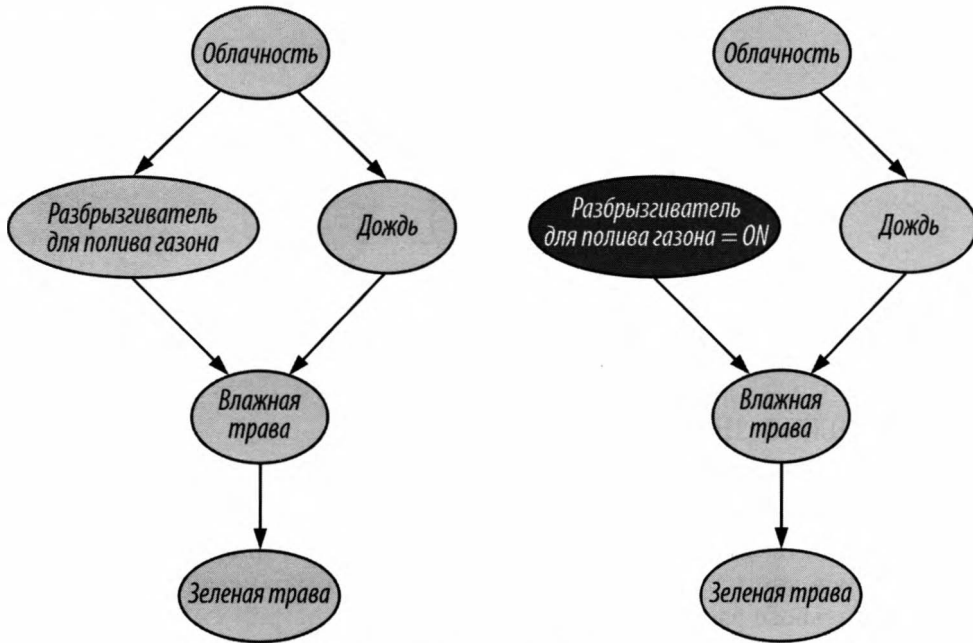 Облачность
Разбрызгиватель
для полива газона
Дождь
Влажная
трава
Зеленая трава
Облачность
Разбрызгиватель
для полива газона = ON
Дождь
Влажная
трава
Зеленая трава